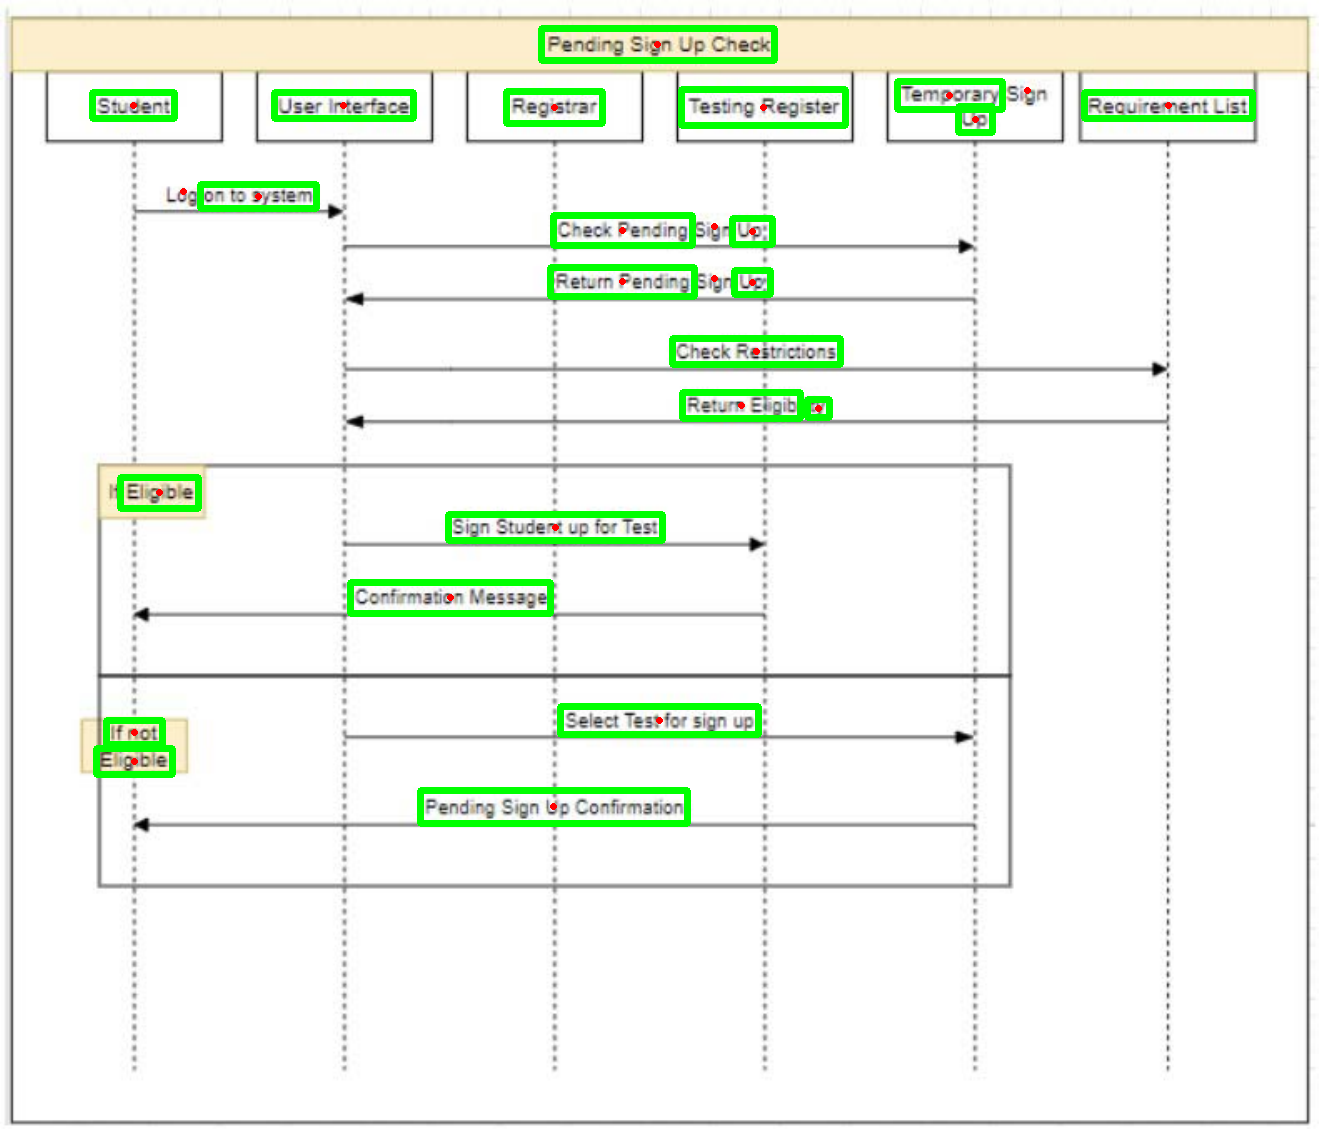 Pending Sign Up Check
Student
User Interface
Registrar
Testing Register
Temporary Sign
Up
Requirement List
Log on to system
Check Pending Sign Up
Return Pending Sign Up
Check Restrictions
Return Eligib
If Eligible
Sign Student up for Test
Confirmation Message
Select Test for sign up
If not
Eligible
Pending Sign Up Confirmation